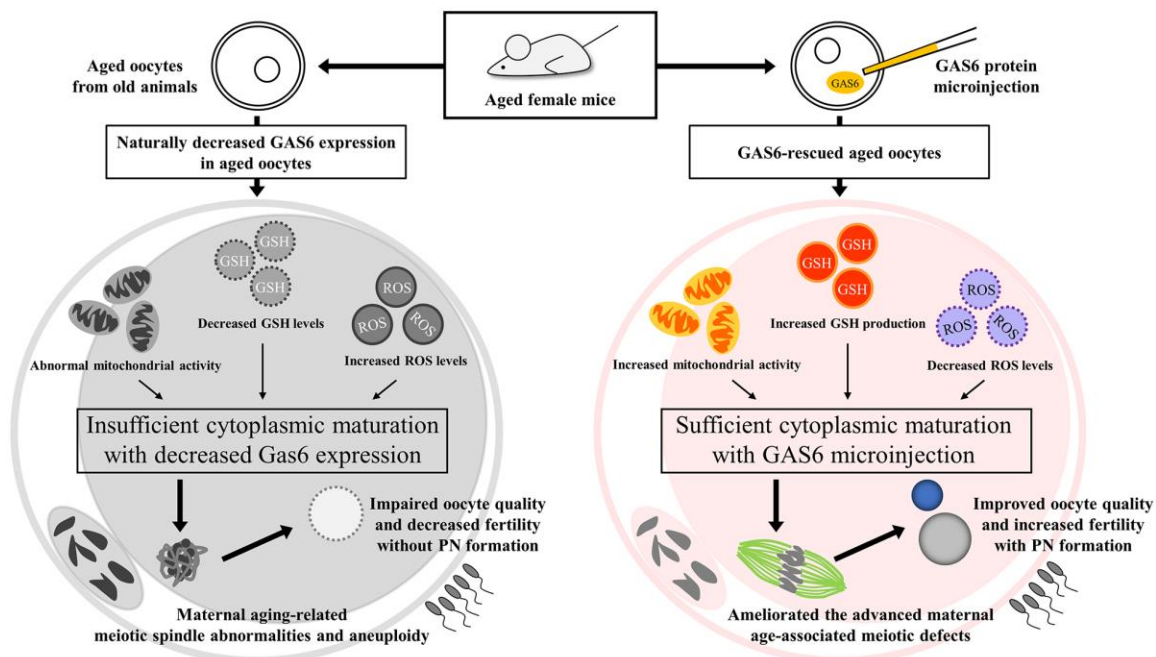 Aged oocytes
from old animals
Aged female mice
GAS6
GAS6 protein
microinjection
Naturally decreased GAS6 expression
in aged oocytes
GAS6-rescued aged oocytes
GSH
GSH
GSH
ROS
ROS
ROS
Decreased GSH levels
Increased ROS levels
Abnormal mitochondrial activity
Insufficient cytoplasmic maturation
with decreased Gas6 expression
Impaired oocyte quality
and decreased fertility
without PN formation
Maternal aging-related
meiotic spindle abnormalities and aneuploidy
GSH
GSH
GSH
ROS
ROS
ROS
Increased GSH production
Increased mitochondrial activity
Decreased ROS levels
Sufficient cytoplasmic maturation
with GAS6 microinjection
Improved oocyte quality
and increased fertility
with PN formation
Ameliorated the advanced maternal
age-associated meiotic defects